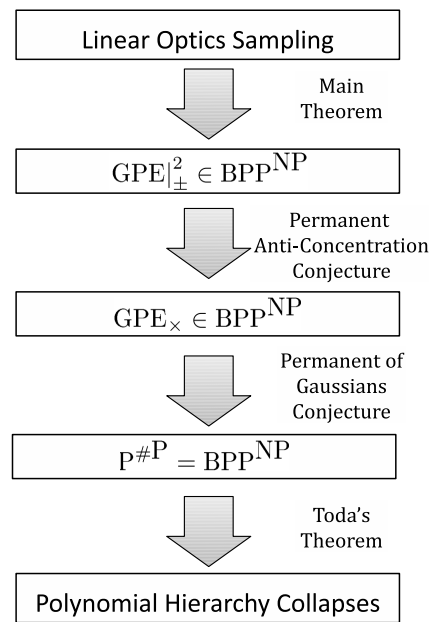 Linear Optics Sampling
Main
Theorem
GPE|²± ∈ BPP^NP
Permanent
Anti-Concentration
Conjecture
GPE× ∈ BPP^NP
Permanent of
Gaussians
Conjecture
P^#P = BPP^NP
Toda's
Theorem
Polynomial Hierarchy Collapses